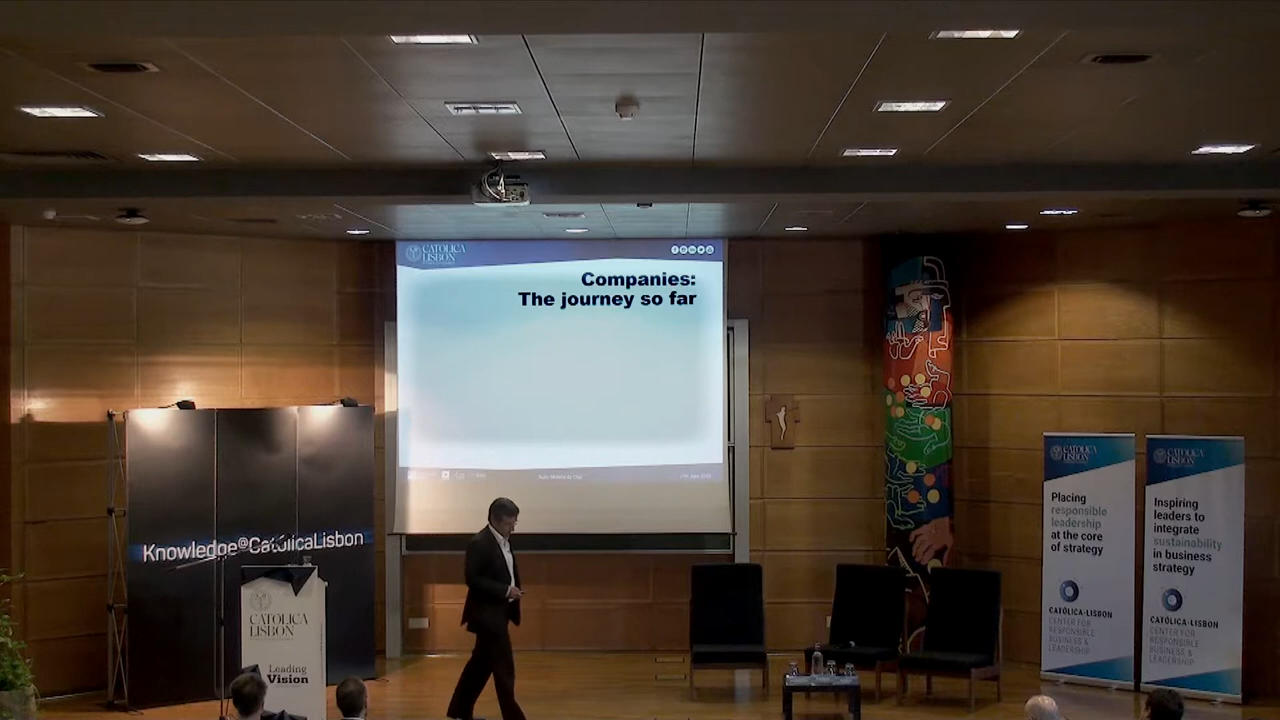 CATÓLICA
LISBON
Companies:
The journey so far
Knowledge@CatólicaLisbon
CATÓLICA
LISBON
Leading
Vision
CATÓLICA
LISBON
Placing
responsible
leadership
at the core
of strategy
CATÓLICA-LISBON
CENTER FOR
RESPONSIBLE
BUSINESS &
LEADERSHIP
CATÓLICA
LISBON
Inspiring
leaders to
integrate
sustainability
in business
strategy
CATÓLICA-LISBON
CENTER FOR
RESPONSIBLE
BUSINESS &
LEADERSHIP